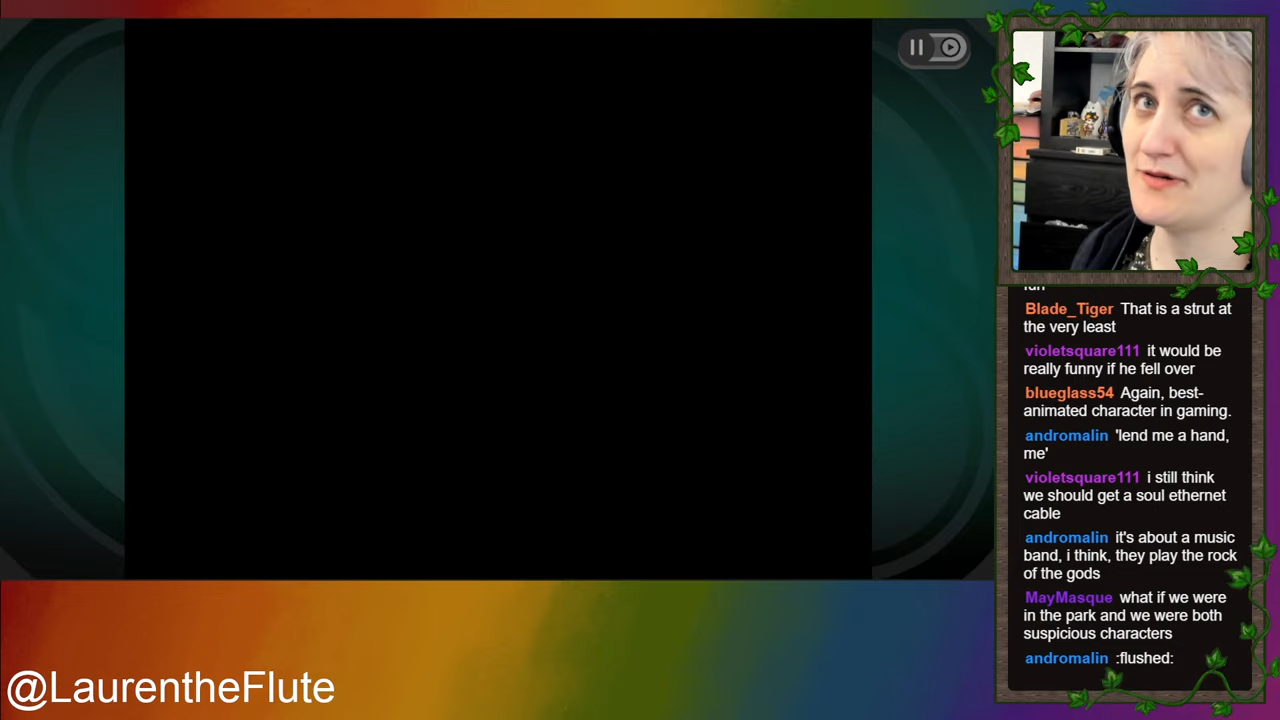 Blade_Tiger That is a strut at
the very least
violetsquare111 it would be
really funny if he fell over
blueglass54 Again, best-
animated character in gaming.
andromalin 'lend me a hand,
me'
violetsquare111 i still think
we should get a soul ethernet
cable
andromalin it's about a music
band, i think, they play the rock
of the gods
MayMasque what if we were
in the park and we were both
suspicious characters
andromalin :flushed:
@LaurentheFlute